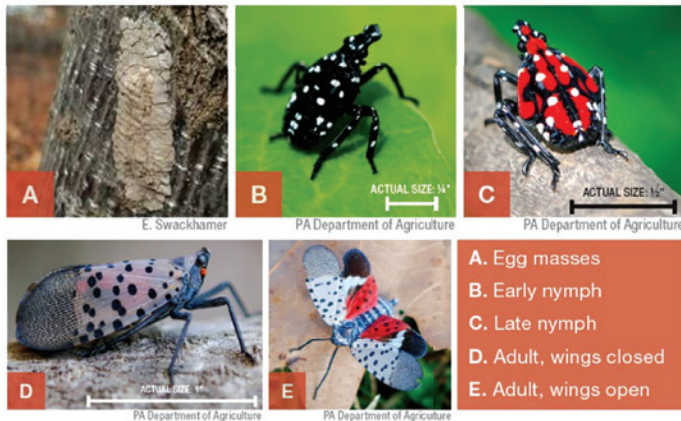 A
E. Swackhamer
B
ACTUAL SIZE: ¼"
PA Department of Agriculture
C
ACTUAL SIZE: ½"
PA Department of Agriculture
D
ACTUAL SIZE: 1"
PA Department of Agriculture
E
PA Department of Agriculture
A. Egg masses
B. Early nymph
C. Late nymph
D. Adult, wings closed
E. Adult, wings open